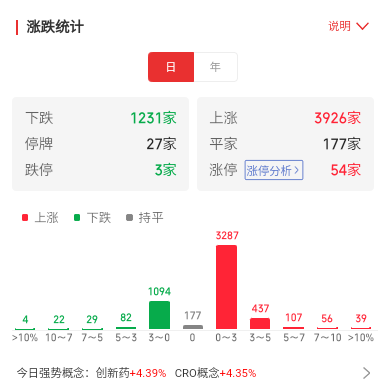 涨跌统计 说明
日 年
下跌 1231家 上涨 3926家
停牌 27家 平家 177家
跌停 3家 涨停 涨停分析> 54家
上涨 下跌 持平
4 22 29 82 1094 177 3287 437 107 56 39
>10% 10～7 7～5 5～3 3～0 0 0～3 3～5 5～7 7～10 >10%
今日强势概念：创新药+4.39% CRO概念+4.35%